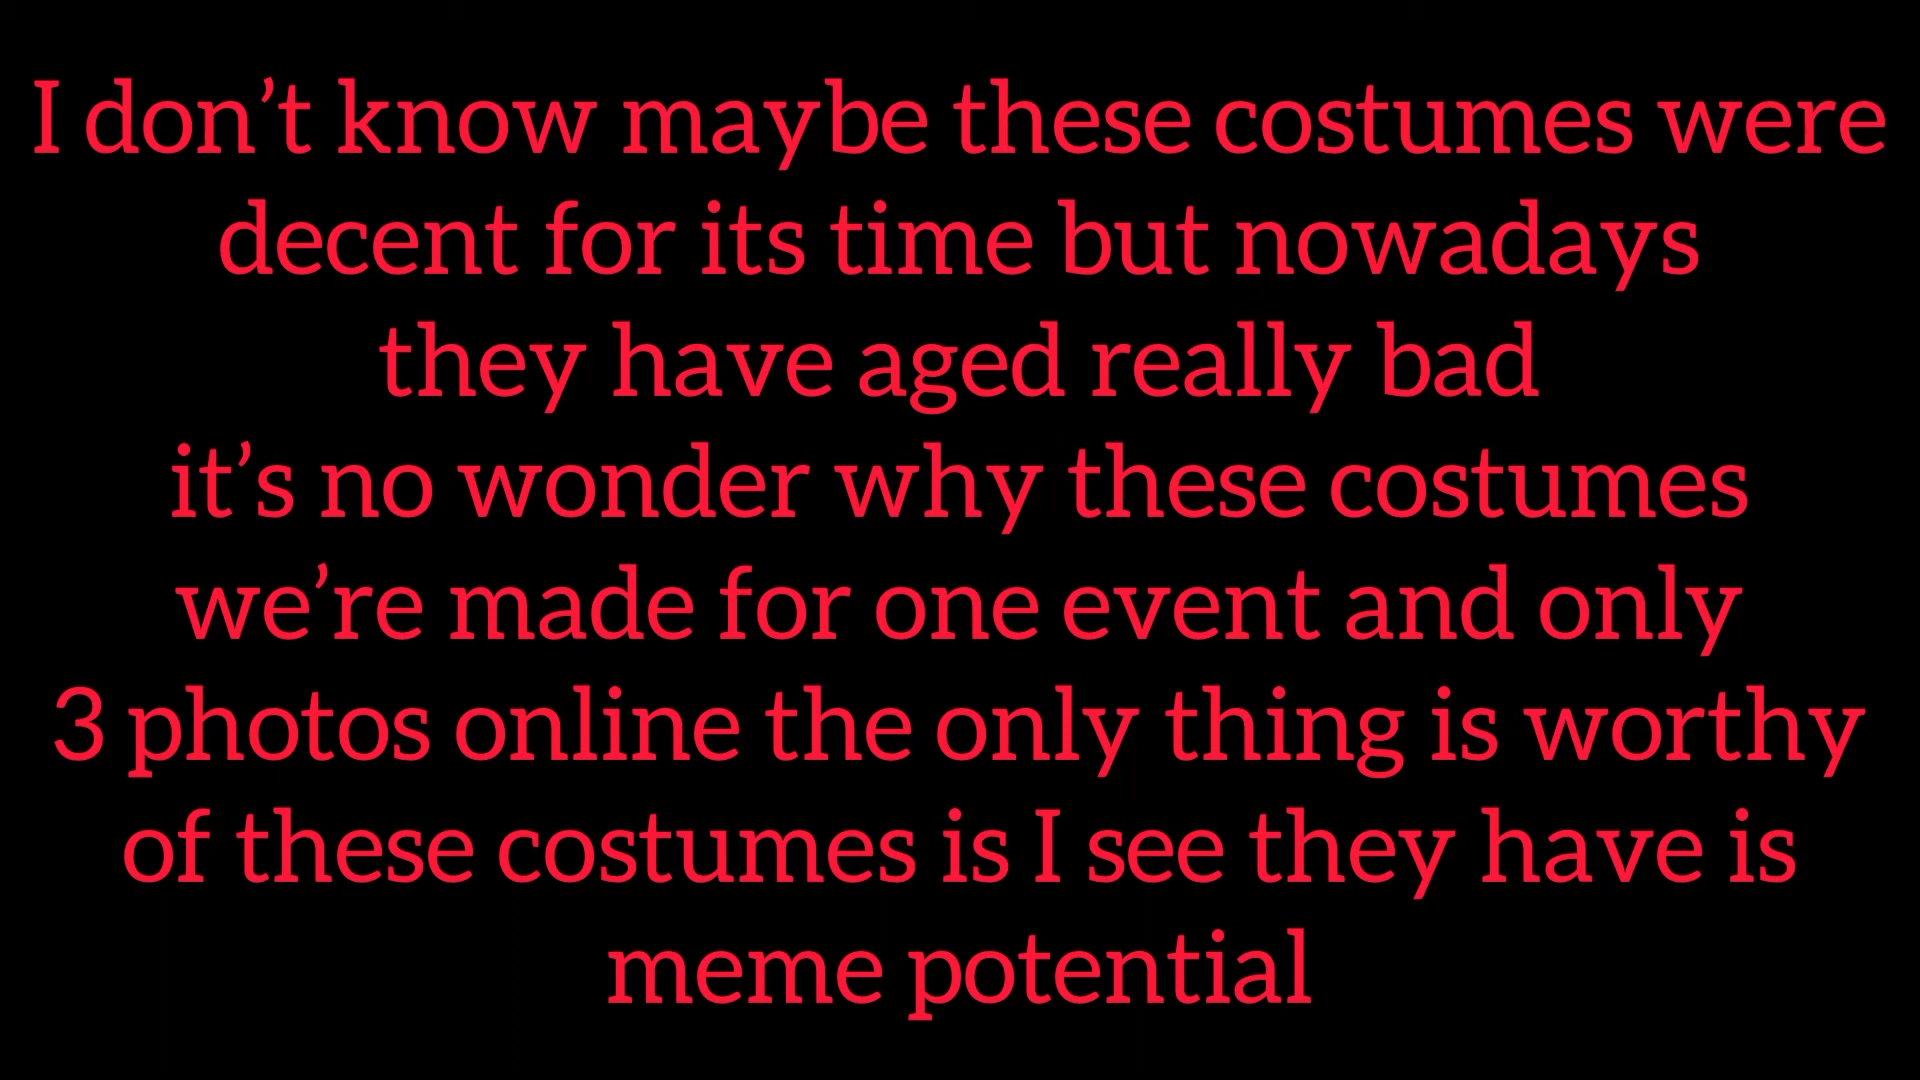 I don’t know maybe these costumes were
decent for its time but nowadays
they have aged really bad
it’s no wonder why these costumes
we’re made for one event and only
3 photos online the only thing is worthy
of these costumes is I see they have is
meme potential